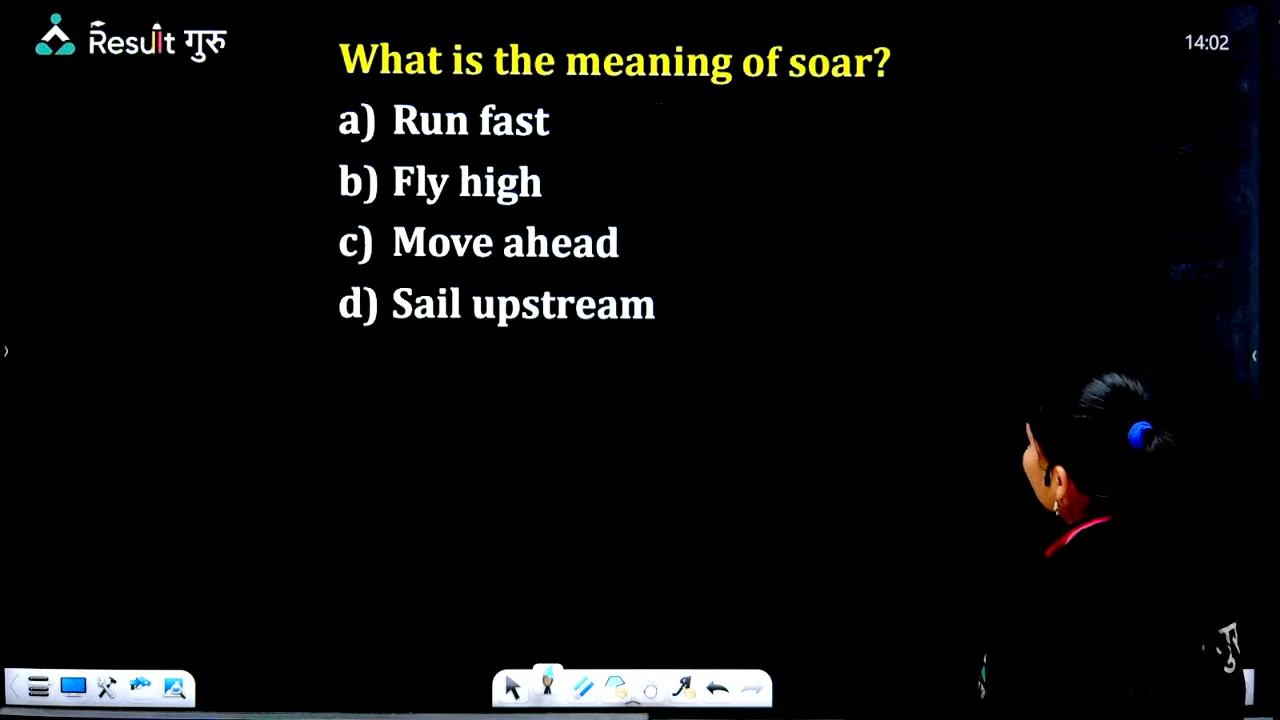 Result गुरु
14:02
What is the meaning of soar?
a) Run fast
b) Fly high
c) Move ahead
d) Sail upstream